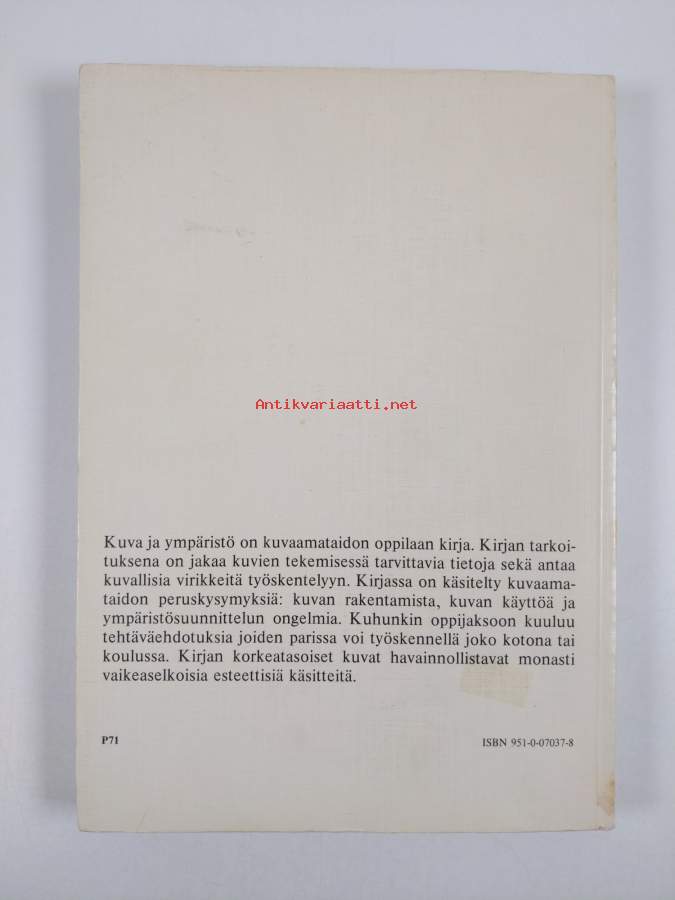 Antikvariaatti.net
Kuva ja ympäristö on kuvaamataidon oppilaan kirja. Kirjan tarkoi-
tuksena on jakaa kuvien tekemisessä tarvittavia tietoja sekä antaa
kuvallisia virikkeitä työskentelyyn. Kirjassa on käsitelty kuvaama-
taidon peruskysymyksiä: kuvan rakentamista, kuvan käyttöä ja
ympäristösuunnittelun ongelmia. Kuhunkin oppijaksoon kuuluu
tehtäväehdotuksia joiden parissa voi työskennellä joko kotona tai
koulussa. Kirjan korkeatasoiset kuvat havainnollistavat monasti
vaikeaselkoisia esteettisiä käsitteitä.
P71
ISBN 951-0-07037-8